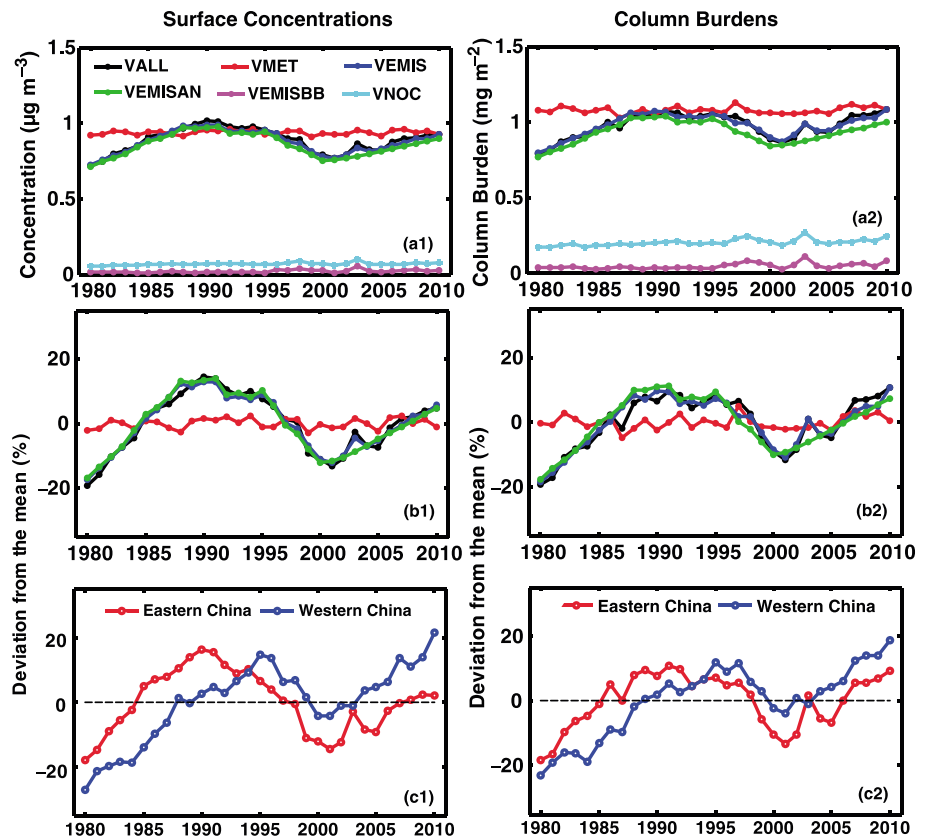 Surface Concentrations
Column Burdens
Concentration (µg m−3)
1.5
1
0.5
0
VALL VMET VEMIS
VEMISAN VEMISBB VNOC
(a1)
1980 1985 1990 1995 2000 2005 2010
Column Burden (mg m−2)
1.5
1
0.5
0
(a2)
1980 1985 1990 1995 2000 2005 2010
Deviation from the mean (%)
20
0
−20
(b1)
1980 1985 1990 1995 2000 2005 2010
Deviation from the mean (%)
20
0
−20
(b2)
1980 1985 1990 1995 2000 2005 2010
20
0
−20
Eastern China Western China
(c1)
1980 1985 1990 1995 2000 2005 2010
20
0
−20
Eastern China Western China
(c2)
1980 1985 1990 1995 2000 2005 2010